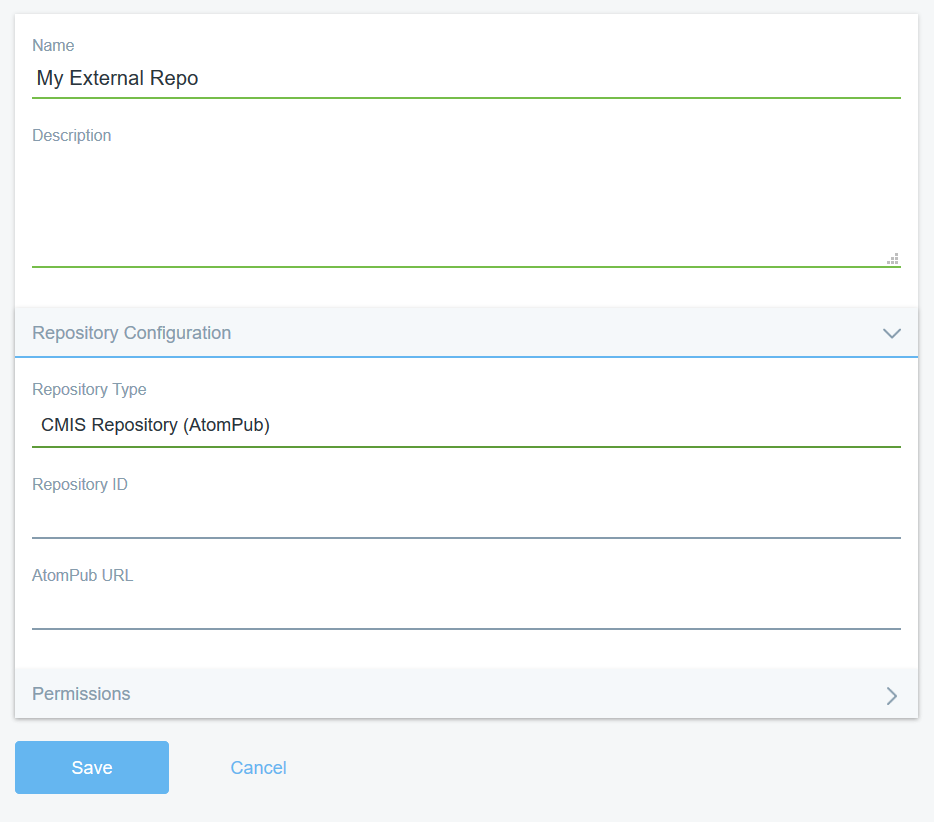 Name
My External Repo
Description
Repository Configuration
Repository Type
CMIS Repository (AtomPub)
Repository ID
AtomPub URL
Permissions
Save Cancel